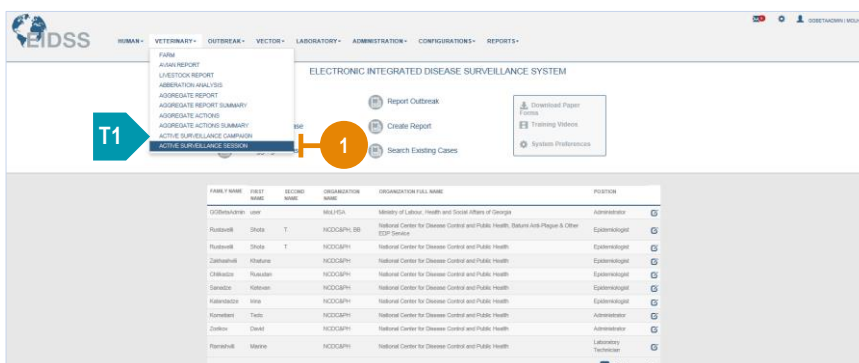 EIDSS
HUMAN VETERINARY OUTBREAK VECTOR LABORATORY ADMINISTRATION CONFIGURATIONS REPORTS
FARM
AVIAN REPORT
LIVESTOCK REPORT
ABBERATION ANALYSIS
AGGREGATE REPORT
AGGREGATE REPORT SUMMARY
AGGREGATE ACTIONS
AGGREGATE ACTIONS SUMMARY
ACTIVE SURVEILLANCE CAMPAIGN
ACTIVE SURVEILLANCE SESSION
T1
1
ELECTRONIC INTEGRATED DISEASE SURVEILLANCE SYSTEM
Report Outbreak
Create Report
Search Existing Cases
Download Paper
Forms
Training Videos
System Preferences
FAMILY NAME FIRST NAME SECOND NAME ORGANIZATION NAME ORGANIZATION FULL NAME POSITION
user MoLHSA Ministry of Labour, Health and Social Affairs of Georgia Administrator
Rustaveli Shota T NCDC&PH, BB National Center for Disease Control and Public Health, Batumi Anti-Plague & Other EDP Service Epidemiologist
Rustaveli Shota T NCDC&PH National Center for Disease Control and Public Health Epidemiologist
Khatuna NCDC&PH National Center for Disease Control and Public Health Epidemiologist
Rusudan NCDC&PH National Center for Disease Control and Public Health Epidemiologist
Ketevan NCDC&PH National Center for Disease Control and Public Health Epidemiologist
Irina NCDC&PH National Center for Disease Control and Public Health Epidemiologist
NCDC&PH National Center for Disease Control and Public Health Administrator
David NCDC&PH National Center for Disease Control and Public Health Administrator
Marine NCDC&PH National Center for Disease Control and Public Health Laboratory Technician